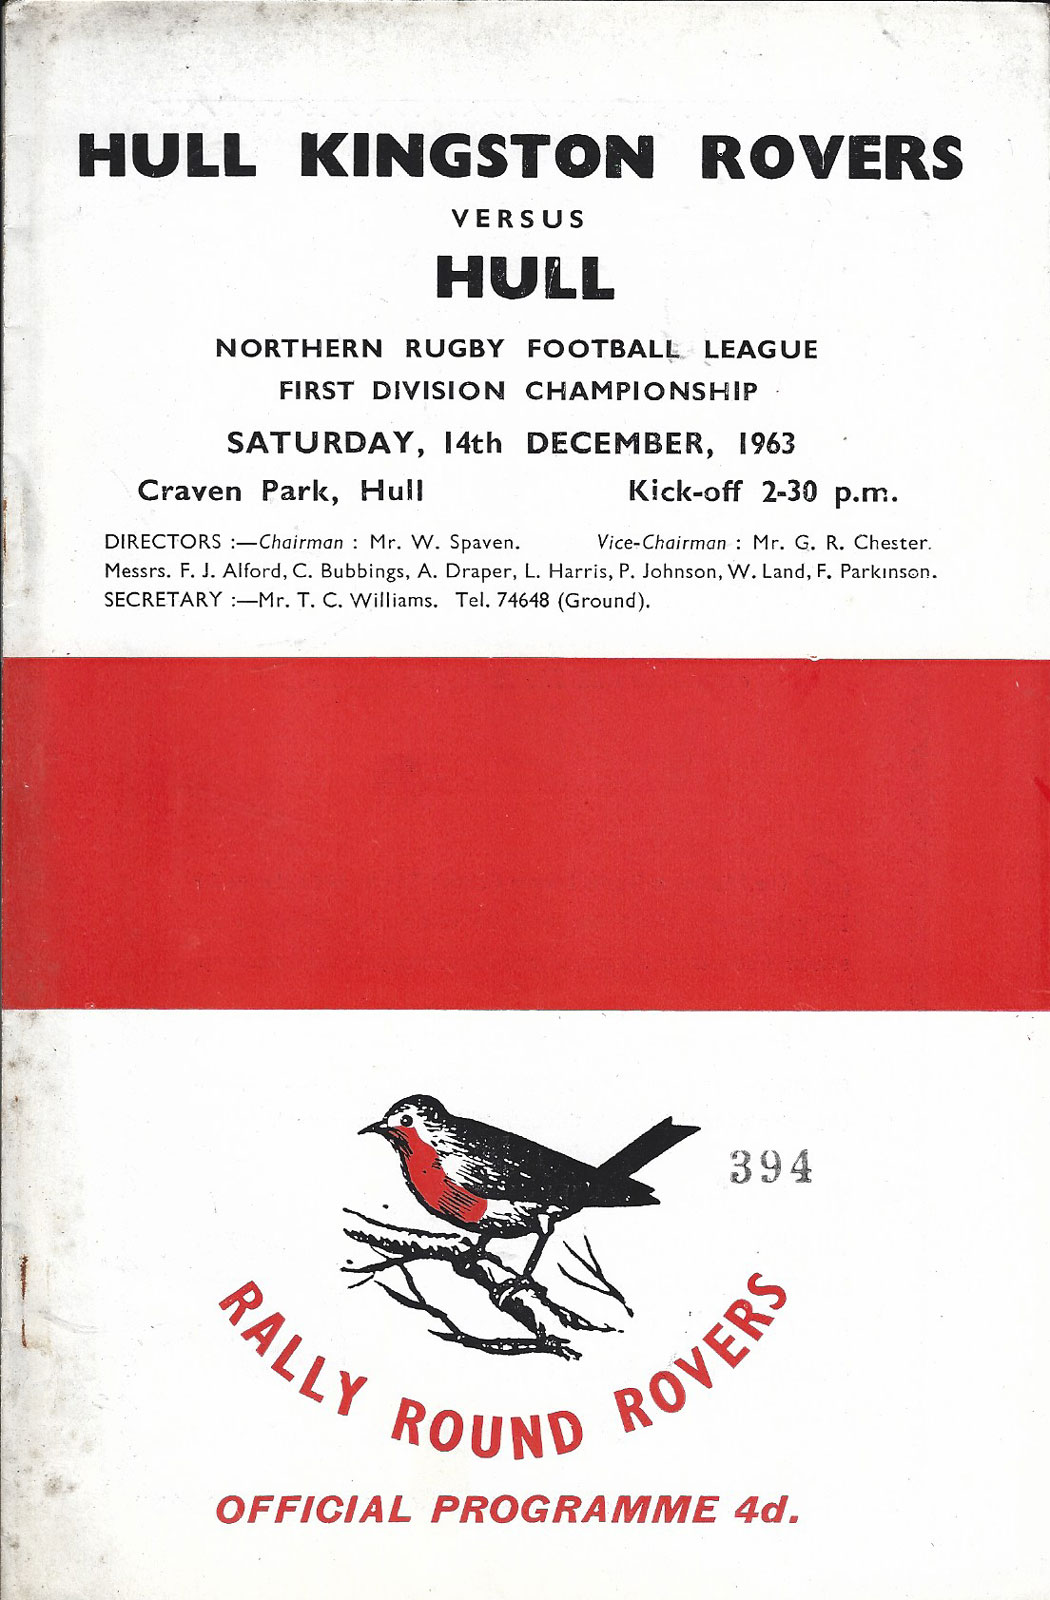 HULL KINGSTON ROVERS
VERSUS
HULL
NORTHERN RUGBY FOOTBALL LEAGUE
FIRST DIVISION CHAMPIONSHIP
SATURDAY, 14th DECEMBER, 1963
Craven Park, Hull Kick-off 2-30 p.m.
DIRECTORS :—Chairman : Mr. W. Spaven. Vice-Chairman : Mr. G. R. Chester.
Messrs. F. J. Alford, C. Bubbings, A. Draper, L. Harris, P. Johnson, W. Land, F. Parkinson.
SECRETARY :—Mr. T. C. Williams. Tel. 74648 (Ground).
394
RALLY ROUND ROVERS
OFFICIAL PROGRAMME 4d.